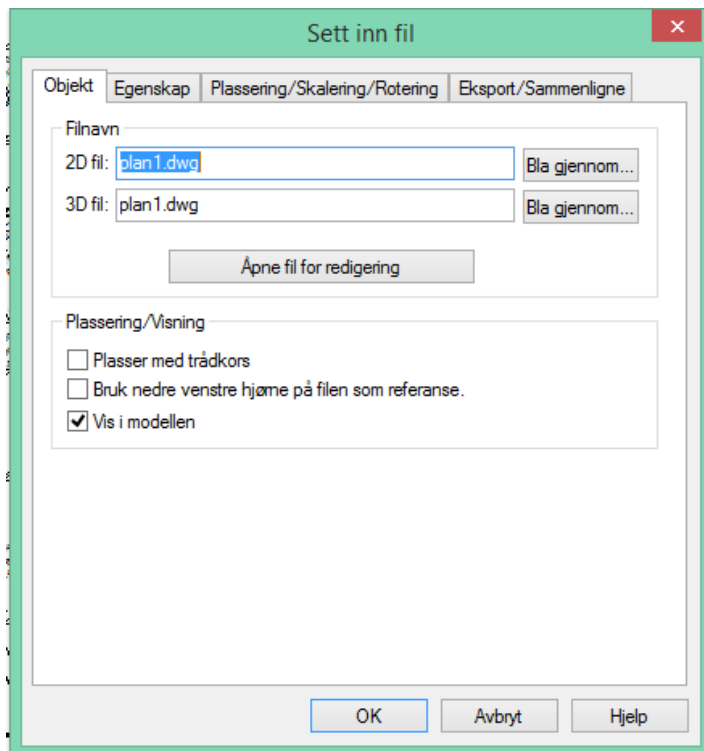 Sett inn fil
Objekt Egenskap Plassering/Skalering/Rotering Eksport/Sammenligne
Filnavn
2D fil: plan1.dwg Bla gjennom...
3D fil: plan1.dwg Bla gjennom...
Åpne fil for redigering
Plassering/Visning
Plasser med trådkors
Bruk nedre venstre hjørne på filen som referanse.
Vis i modellen
OK Avbryt Hjelp